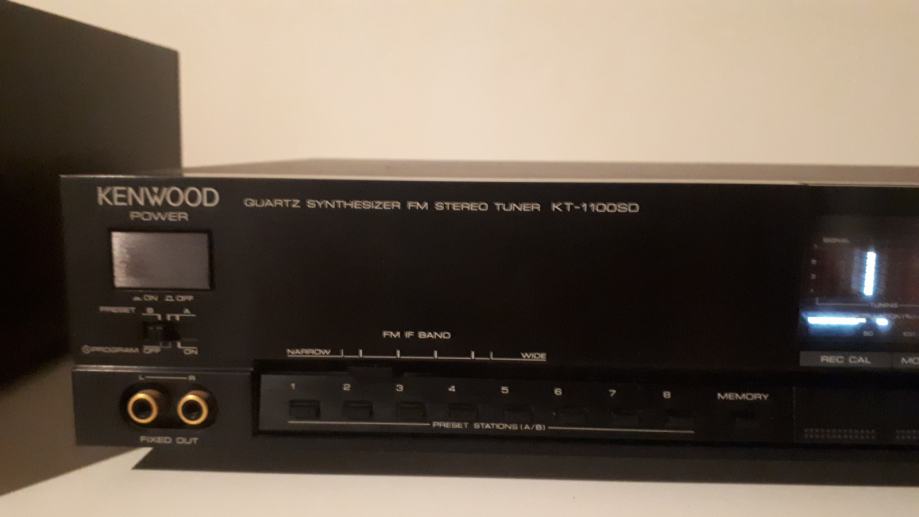 KENWOOD
QUARTZ SYNTHESIZER FM STEREO TUNER KT-1100SD
POWER
SIGNAL
ON OFF
TUNING
PRESET B A
PROGRAM OFF ON
FM IF BAND
NARROW WIDE
REC CAL MO
1 2 3 4 5 6 7 8 MEMORY
L R
PRESET STATIONS (A/B)
FIXED OUT